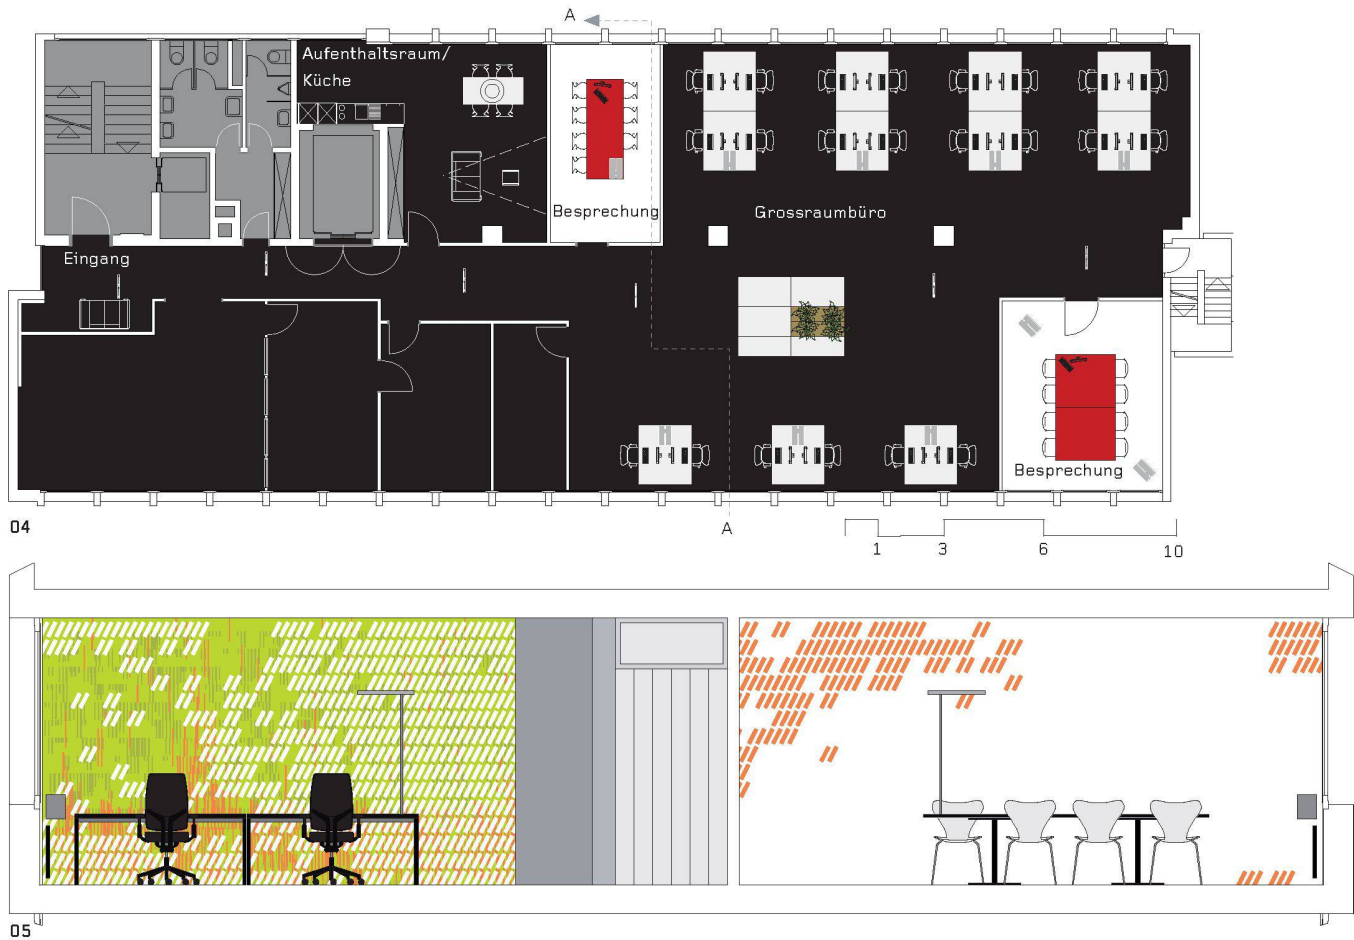 A
Aufenthaltsraum/
Küche
Besprechung
Grossraumbüro
Eingang
Besprechung
04
A
1 3 6 10
05